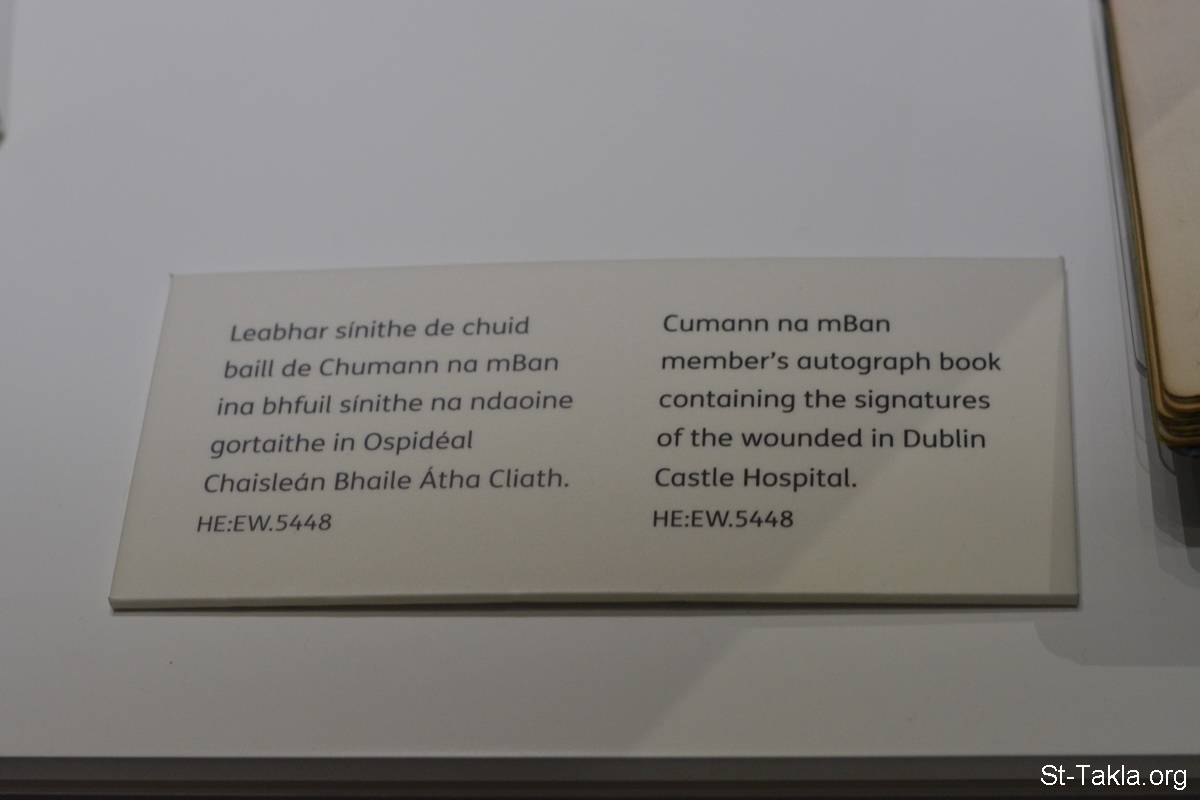 Leabhar sínithe de chuid
baill de Chumann na mBan
ina bhfuil sínithe na ndaoine
gortaithe in Ospidéal
Chaisleán Bhaile Átha Cliath.
HE:EW.5448
Cumann na mBan
member's autograph book
containing the signatures
of the wounded in Dublin
Castle Hospital.
HE:EW.5448
St-Takla.org